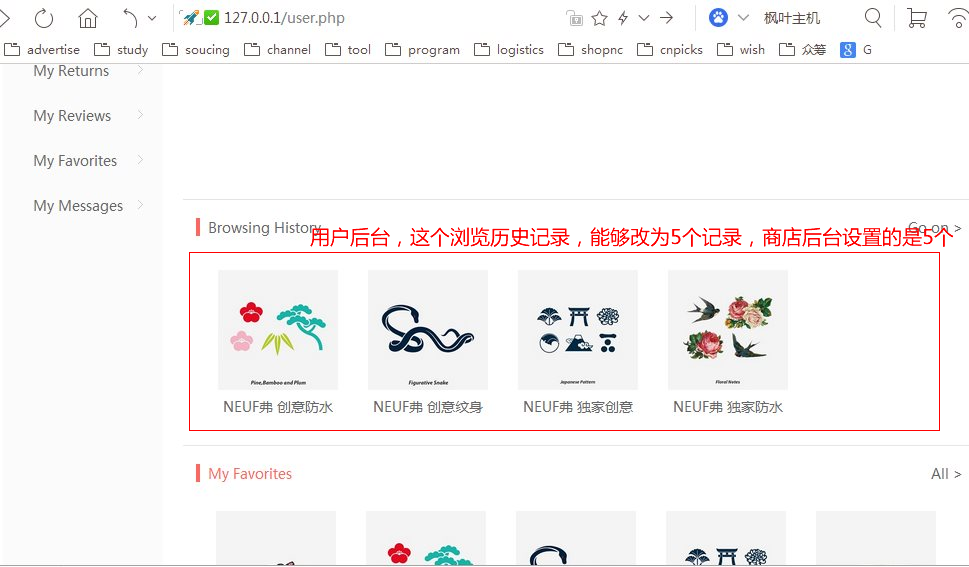 127.0.0.1/user.php
枫叶主机
advertise study soucing channel tool program logistics shopnc cnpicks wish 众筹 8 G
My Returns
My Reviews
My Favorites
My Messages
Browsing History
Go on >
用户后台，这个浏览历史记录，能够改为5个记录，商店后台设置的是5个
Pine,Bamboo and Plum
Figurative Snake
Japanese Pattern
Floral Notes
NEUF弗 创意防水
NEUF弗 创意纹身
NEUF弗 独家创意
NEUF弗 独家防水
My Favorites
All >